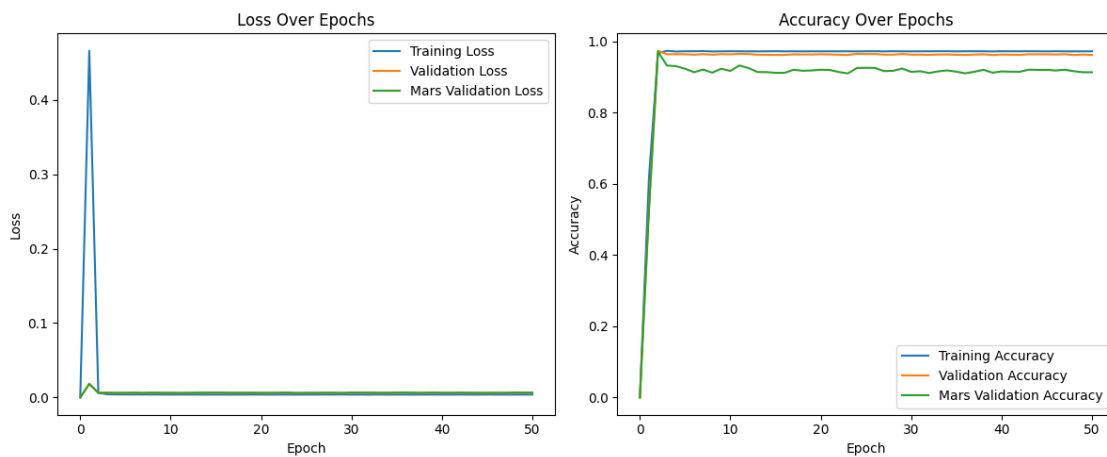 Loss Over Epochs
Training Loss
Validation Loss
Mars Validation Loss
0.4
0.3
0.2
0.1
0.0
Loss
0 10 20 30 40 50
Epoch
Accuracy Over Epochs
1.0
0.8
0.6
0.4
0.2
0.0
Accuracy
Training Accuracy
Validation Accuracy
Mars Validation Accuracy
0 10 20 30 40 50
Epoch